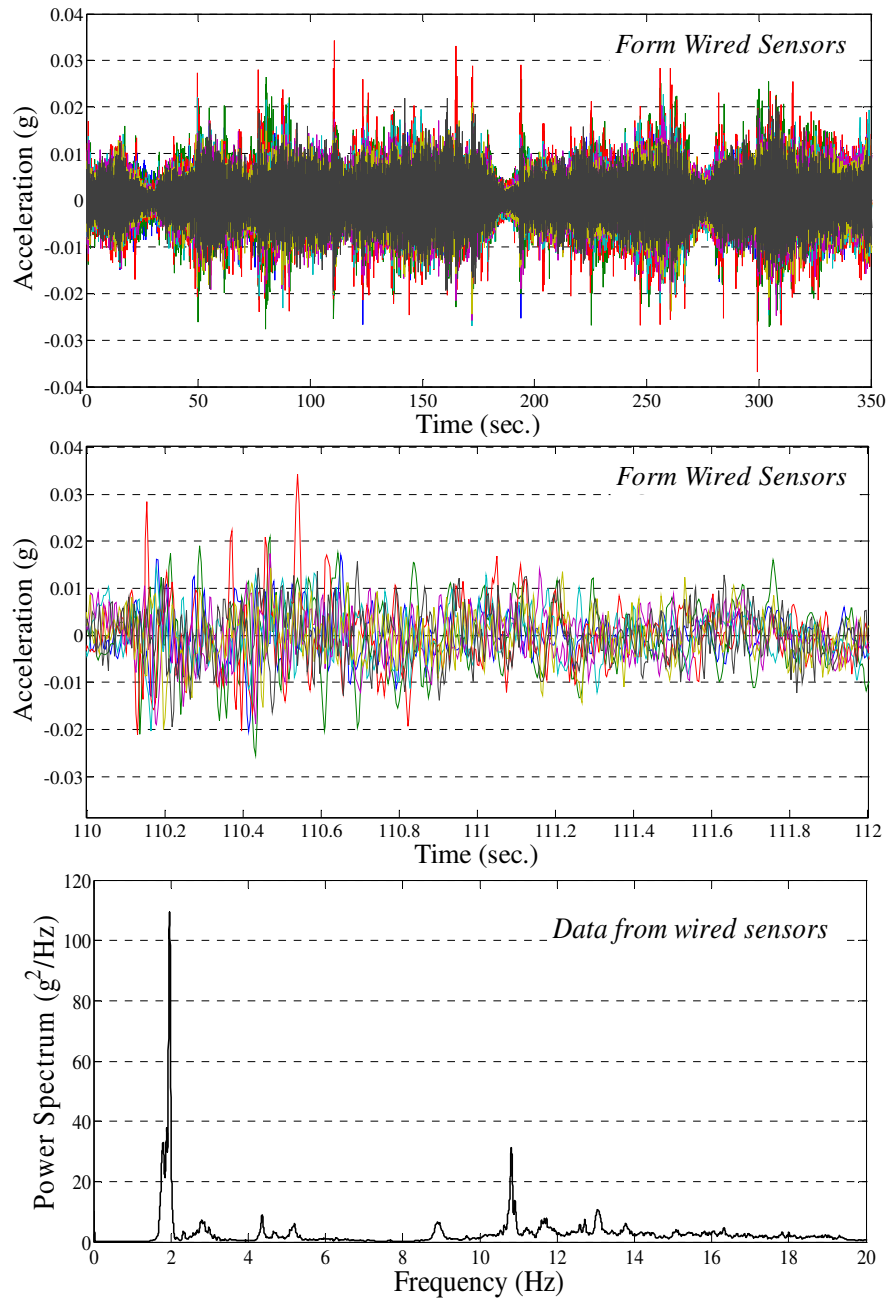 Form Wired Sensors
Acceleration (g)
0.04
0.03
0.02
0.01
0
-0.01
-0.02
-0.03
-0.04
0 50 100 150 200 250 300 350
Time (sec.)
Form Wired Sensors
Acceleration (g)
0.04
0.03
0.02
0.01
0
-0.01
-0.02
-0.03
110 110.2 110.4 110.6 110.8 111 111.2 111.4 111.6 111.8 112
Time (sec.)
Data from wired sensors
Power Spectrum (g²/Hz)
120
100
80
60
40
20
0
0 2 4 6 8 10 12 14 16 18 20
Frequency (Hz)